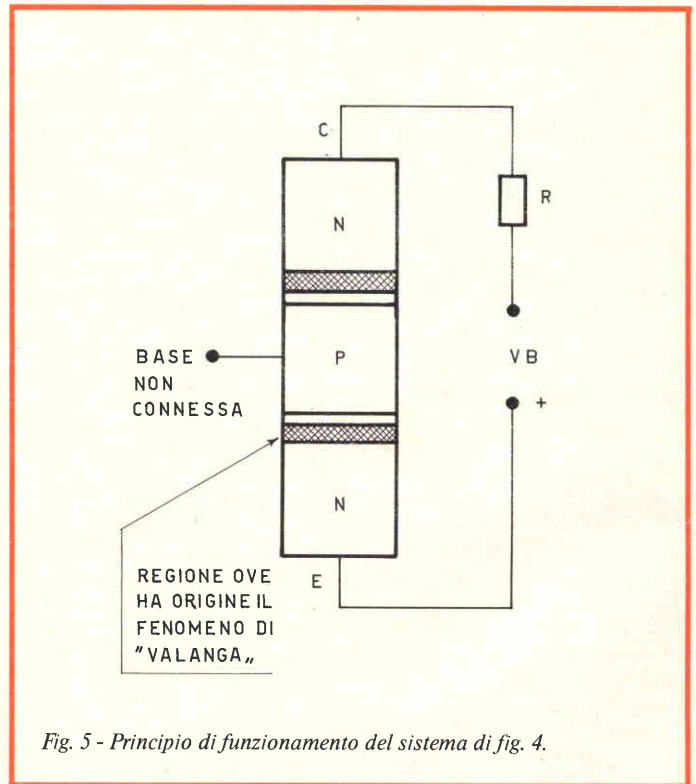 C
N
R
BASE
NON
CONNESSA
P
V B
+
N
E
REGIONE OVE
HA ORIGINE IL
FENOMENO DI
"VALANGA„
Fig. 5 - Principio di funzionamento del sistema di fig. 4.